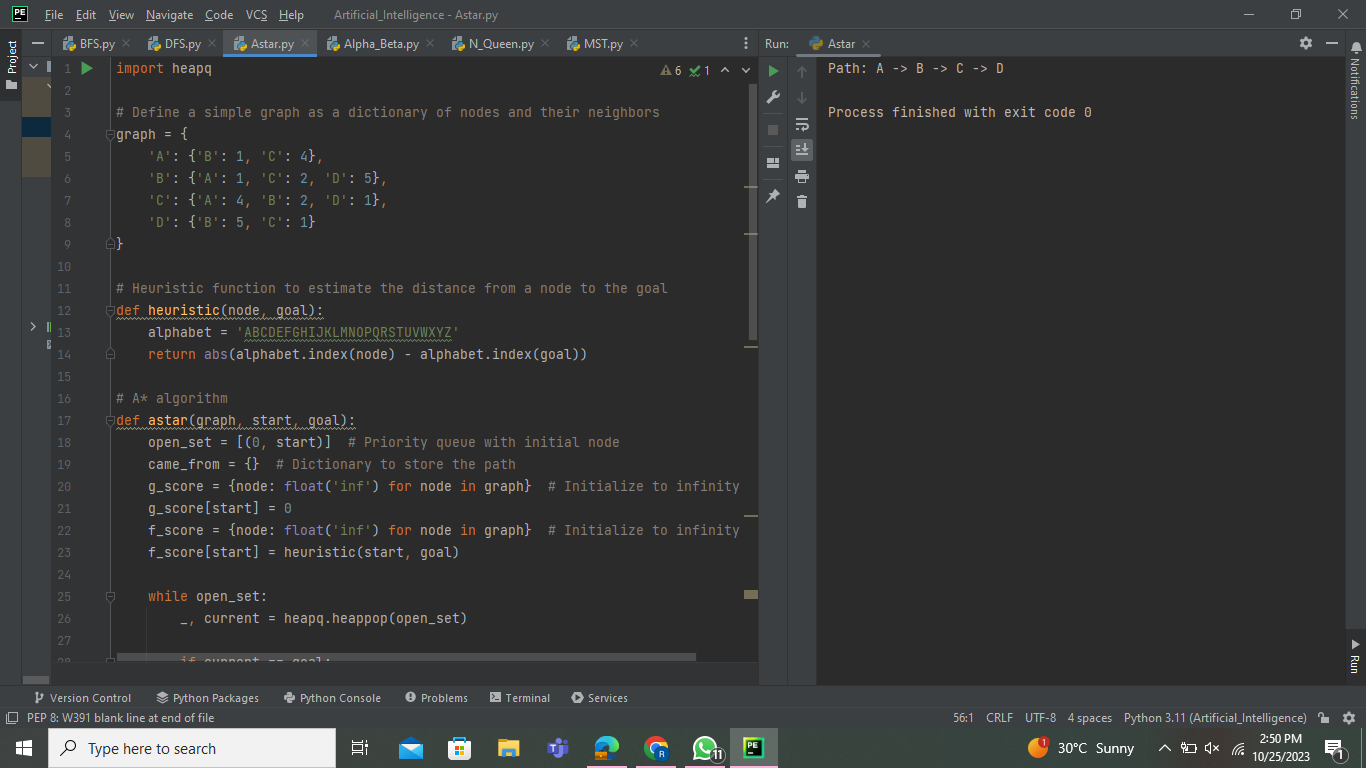 PE File Edit View Navigate Code VCS Help Artificial_Intelligence - Astar.py
Project BFS.py DFS.py Astar.py Alpha_Beta.py N_Queen.py MST.py Run: Astar Notifications
6 1
1 import heapq
2
3 # Define a simple graph as a dictionary of nodes and their neighbors
4 graph = {
5     'A': {'B': 1, 'C': 4},
6     'B': {'A': 1, 'C': 2, 'D': 5},
7     'C': {'A': 4, 'B': 2, 'D': 1},
8     'D': {'B': 5, 'C': 1}
9 }
10
11 # Heuristic function to estimate the distance from a node to the goal
12 def heuristic(node, goal):
13     alphabet = 'ABCDEFGHIJKLMNOPQRSTUVWXYZ'
14     return abs(alphabet.index(node) - alphabet.index(goal))
15
16 # A* algorithm
17 def astar(graph, start, goal):
18     open_set = [(0, start)]  # Priority queue with initial node
19     came_from = {}  # Dictionary to store the path
20     g_score = {node: float('inf') for node in graph}  # Initialize to infinity
21     g_score[start] = 0
22     f_score = {node: float('inf') for node in graph}  # Initialize to infinity
23     f_score[start] = heuristic(start, goal)
24
25     while open_set:
26         _, current = heapq.heappop(open_set)
27
28         if current == goal:
Path: A -> B -> C -> D
Process finished with exit code 0
Run
Version Control Python Packages Python Console Problems Terminal Services
PEP 8: W391 blank line at end of file 56:1 CRLF UTF-8 4 spaces Python 3.11 (Artificial_Intelligence)
Type here to search 11 PE 1 30°C Sunny 2:50 PM 1
10/25/2023